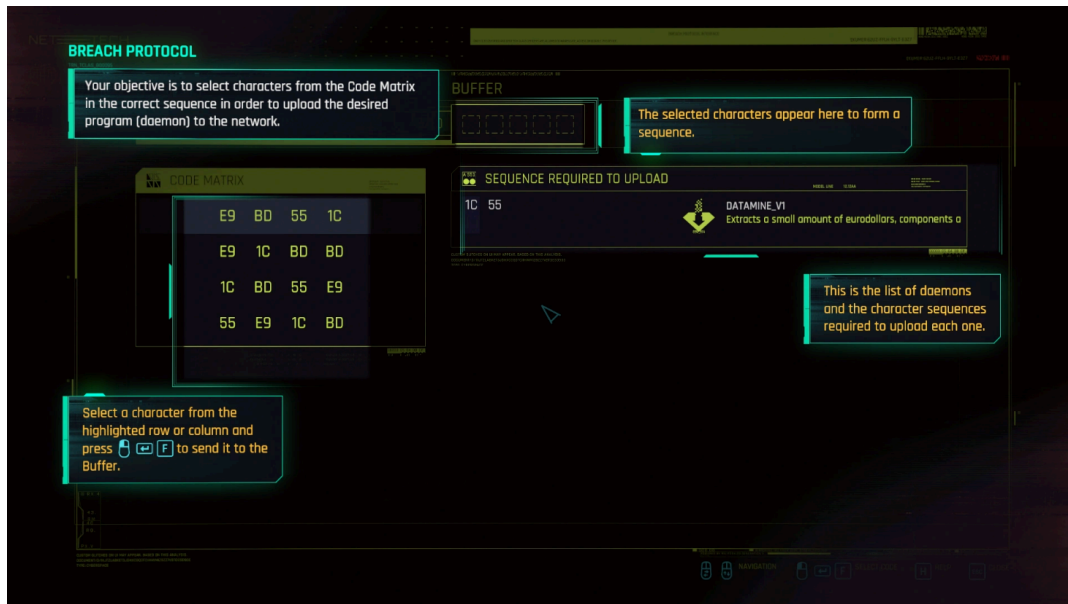 BREACH PROTOCOL
Your objective is to select characters from the Code Matrix
in the correct sequence in order to upload the desired
program (daemon) to the network.
BUFFER
The selected characters appear here to form a
sequence.
CODE MATRIX
E9 BD 55 1C
E9 1C BD BD
1C BD 55 E9
55 E9 1C BD
SEQUENCE REQUIRED TO UPLOAD
1C 55
DATAMINE_V1
Extracts a small amount of eurodollars, components a
This is the list of daemons
and the character sequences
required to upload each one.
Select a character from the
highlighted row or column and
press F to send it to the
Buffer.
NAVIGATION